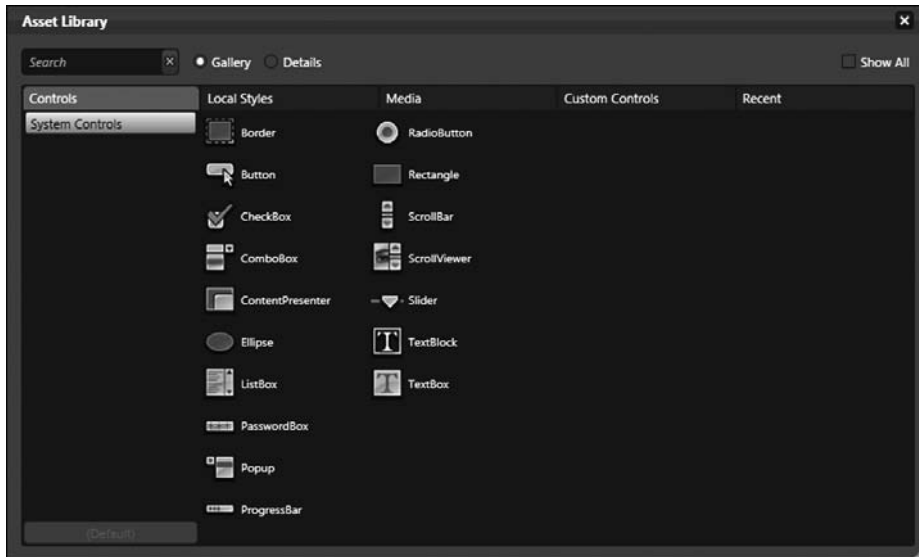 Asset Library
Search Gallery Details Show All
Controls Local Styles Media Custom Controls Recent
System Controls
Border RadioButton
Button Rectangle
CheckBox ScrollBar
ComboBox ScrollViewer
ContentPresenter Slider
Ellipse TextBlock
ListBox TextBox
PasswordBox
Popup
ProgressBar
(Default)